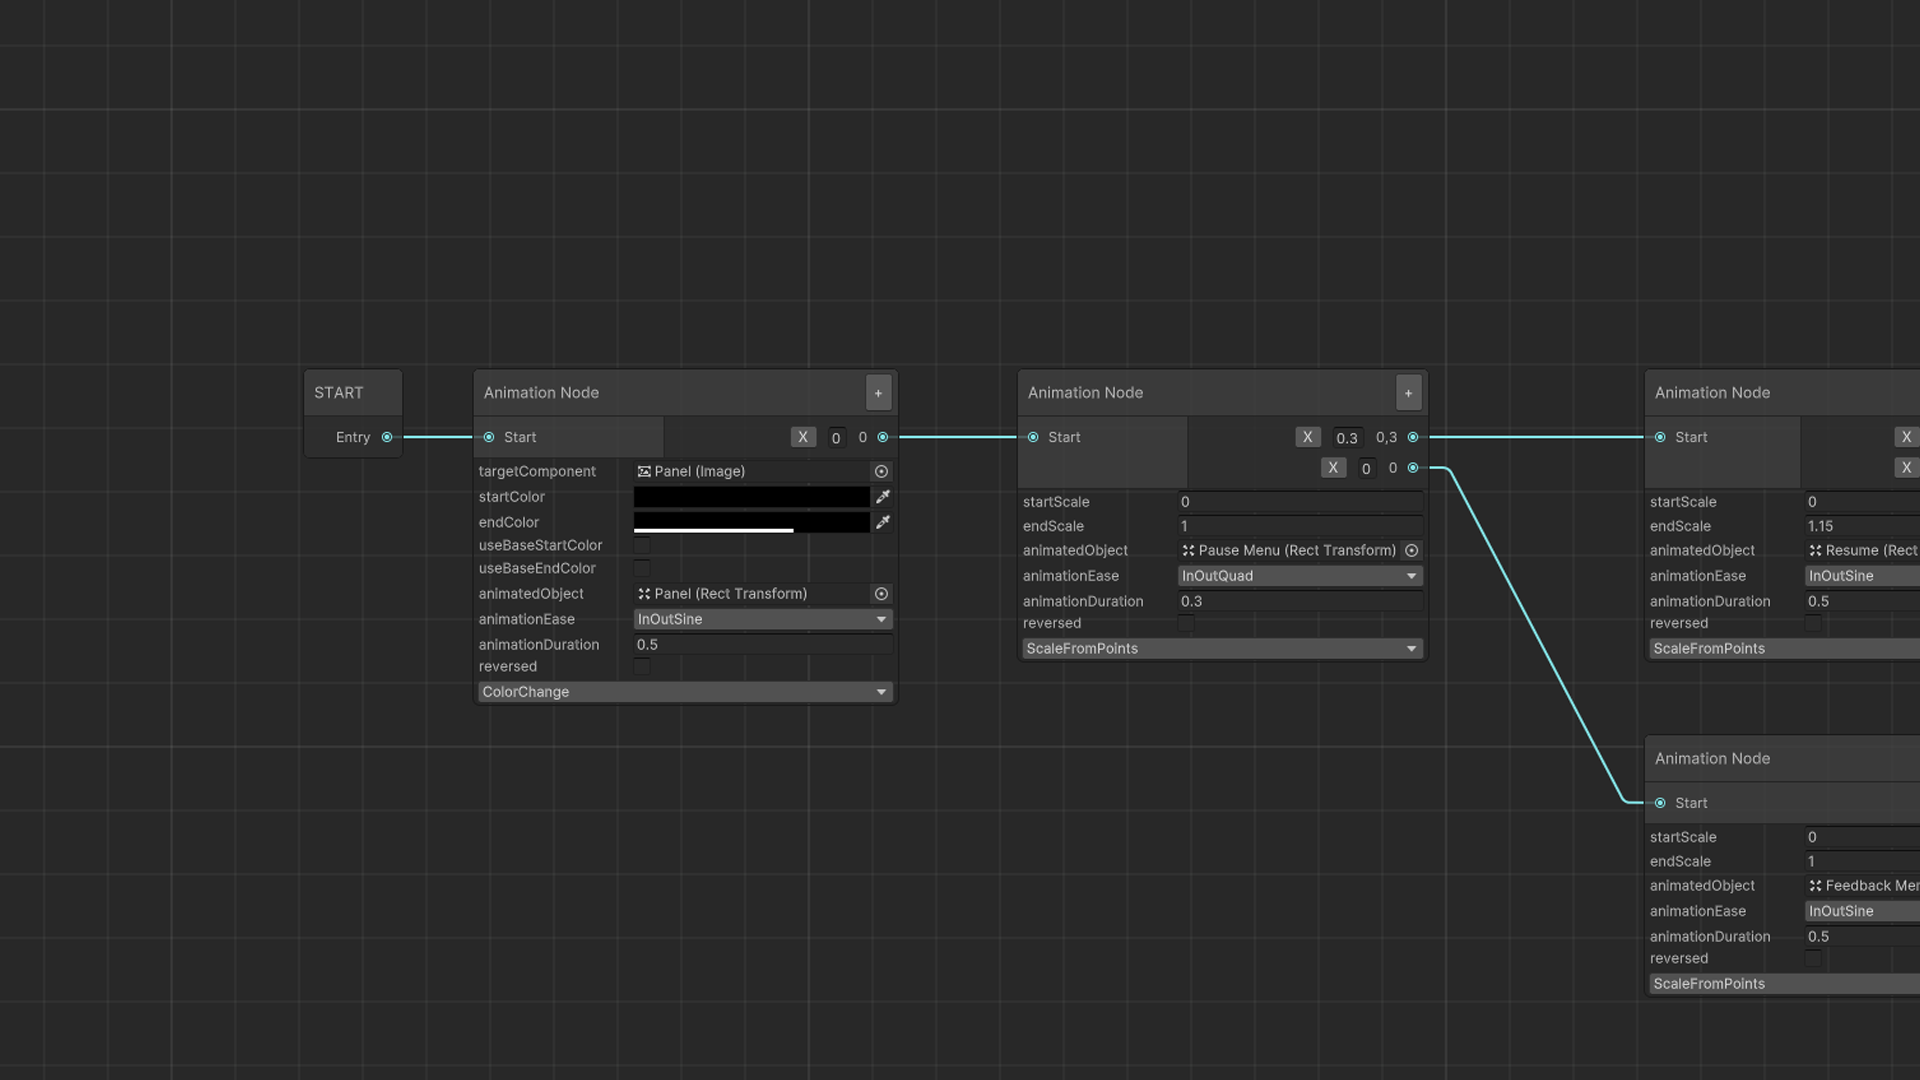 START
Entry
Animation Node
+
Start
X 0 0
targetComponent Panel (Image)
startColor
endColor
useBaseStartColor
useBaseEndColor
animatedObject Panel (Rect Transform)
animationEase InOutSine
animationDuration 0.5
reversed
ColorChange
Animation Node
+
Start
X 0.3 0,3
X 0 0
startScale 0
endScale 1
animatedObject Pause Menu (Rect Transform)
animationEase InOutQuad
animationDuration 0.3
reversed
ScaleFromPoints
Animation Node
Start
X
X
startScale 0
endScale 1.15
animatedObject Resume (Rect
animationEase InOutSine
animationDuration 0.5
reversed
ScaleFromPoints
Animation Node
Start
startScale 0
endScale 1
animatedObject Feedback
animationEase InOutSine
animationDuration 0.5
reversed
ScaleFromPoints